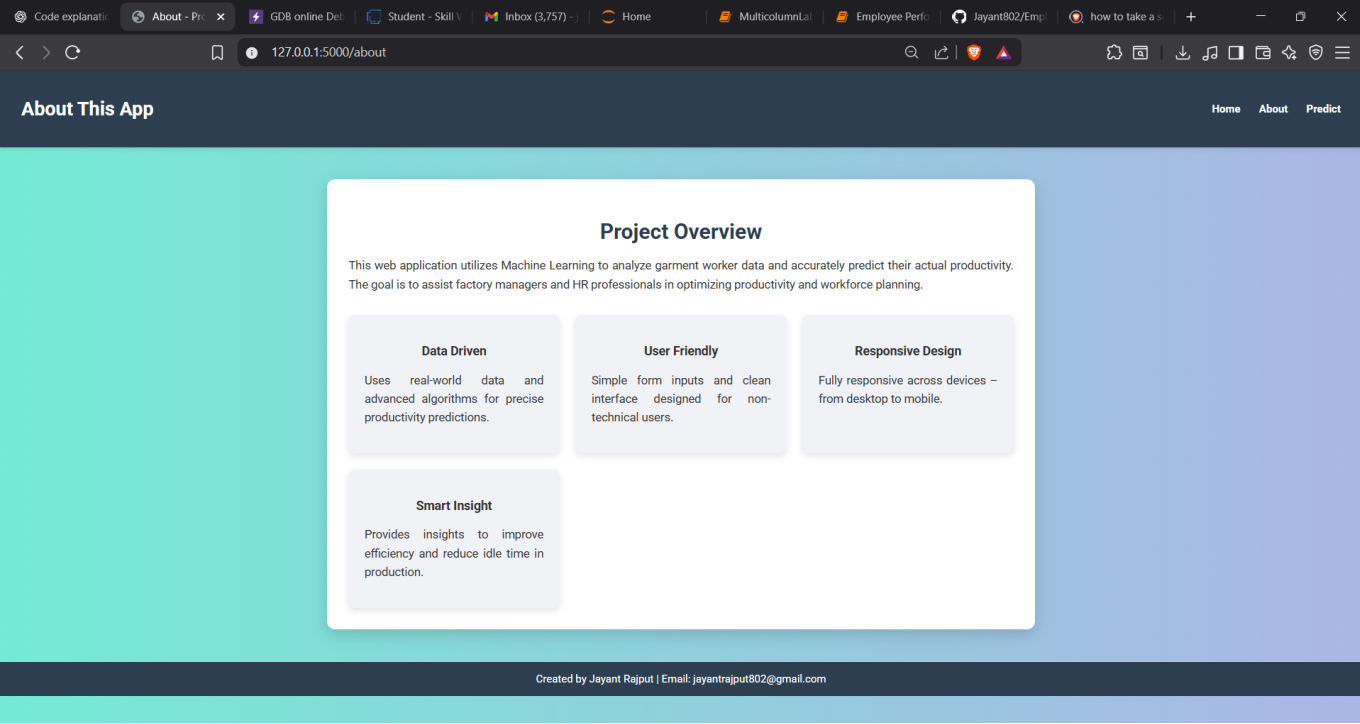 Code explanatic
About - Pro
GDB online Deb
Student - Skill W
Inbox (3,757) - j
Home
MulticolumnLa
Employee Perfo
Jayant802/Empl
how to take a s
127.0.0.1:5000/about
About This App
Home About Predict
Project Overview
This web application utilizes Machine Learning to analyze garment worker data and accurately predict their actual productivity.
The goal is to assist factory managers and HR professionals in optimizing productivity and workforce planning.
Data Driven
Uses real-world data and
advanced algorithms for precise
productivity predictions.
User Friendly
Simple form inputs and clean
interface designed for non-
technical users.
Responsive Design
Fully responsive across devices –
from desktop to mobile.
Smart Insight
Provides insights to improve
efficiency and reduce idle time in
production.
Created by Jayant Rajput | Email: jayantrajput802@gmail.com